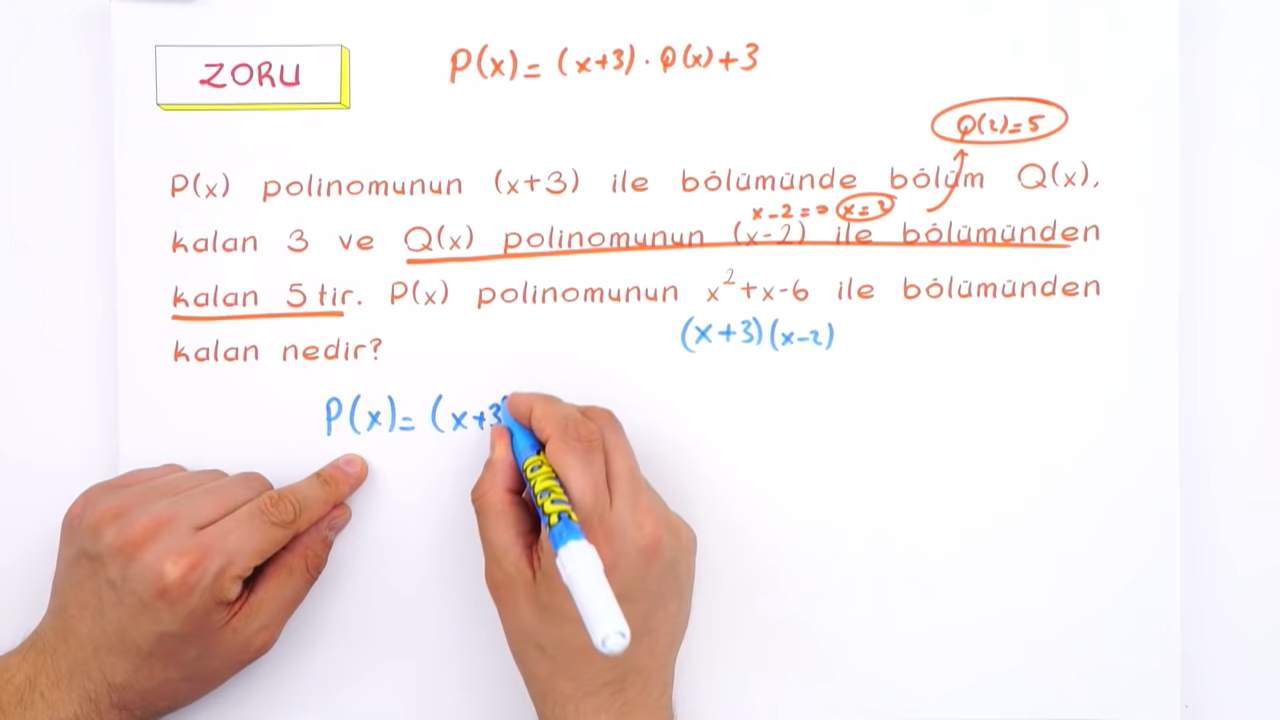 ZORU
P(x) = (x+3) · Q(x) + 3
Q(2)=5
P(x) polinomunun (x+3) ile bölümünde bölüm Q(x),
x-2=0 x=2
kalan 3 ve Q(x) polinomunun (x-2) ile bölümünden
kalan 5 tir. P(x) polinomunun x²+x-6 ile bölümünden
(x+3)(x-2)
kalan nedir?
P(x) = (x+3)